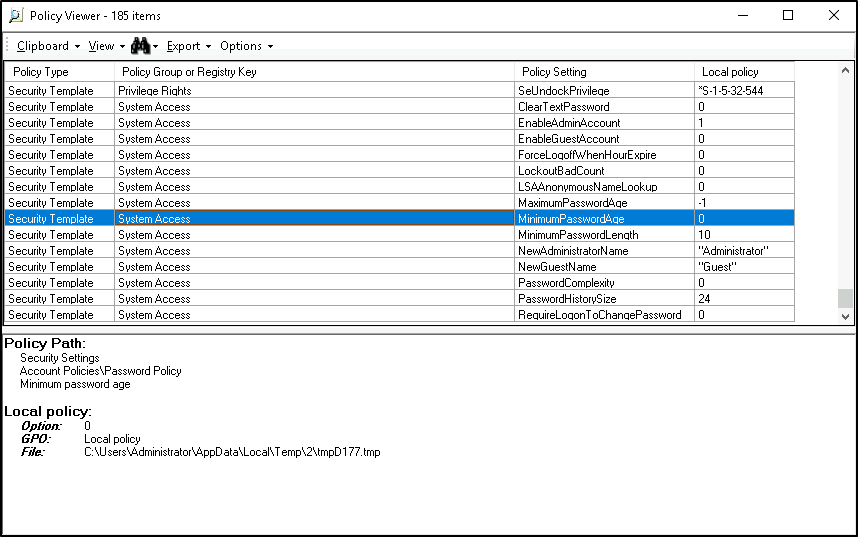 Policy Viewer - 185 items
Clipboard View Export Options
Policy Type Policy Group or Registry Key Policy Setting Local policy
Security Template Privilege Rights SeUndockPrivilege *S-1-5-32-544
Security Template System Access ClearTextPassword 0
Security Template System Access EnableAdminAccount 1
Security Template System Access EnableGuestAccount 0
Security Template System Access ForceLogoffWhenHourExpire 0
Security Template System Access LockoutBadCount 0
Security Template System Access LSAAnonymousNameLookup 0
Security Template System Access MaximumPasswordAge -1
Security Template System Access MinimumPasswordAge 0
Security Template System Access MinimumPasswordLength 10
Security Template System Access NewAdministratorName "Administrator"
Security Template System Access NewGuestName "Guest"
Security Template System Access PasswordComplexity 0
Security Template System Access PasswordHistorySize 24
Security Template System Access RequireLogonToChangePassword 0
Policy Path:
Security Settings
Account Policies\Password Policy
Minimum password age
Local policy:
Option: 0
GPO: Local policy
File: C:\Users\Administrator\AppData\Local\Temp\2\tmpD177.tmp